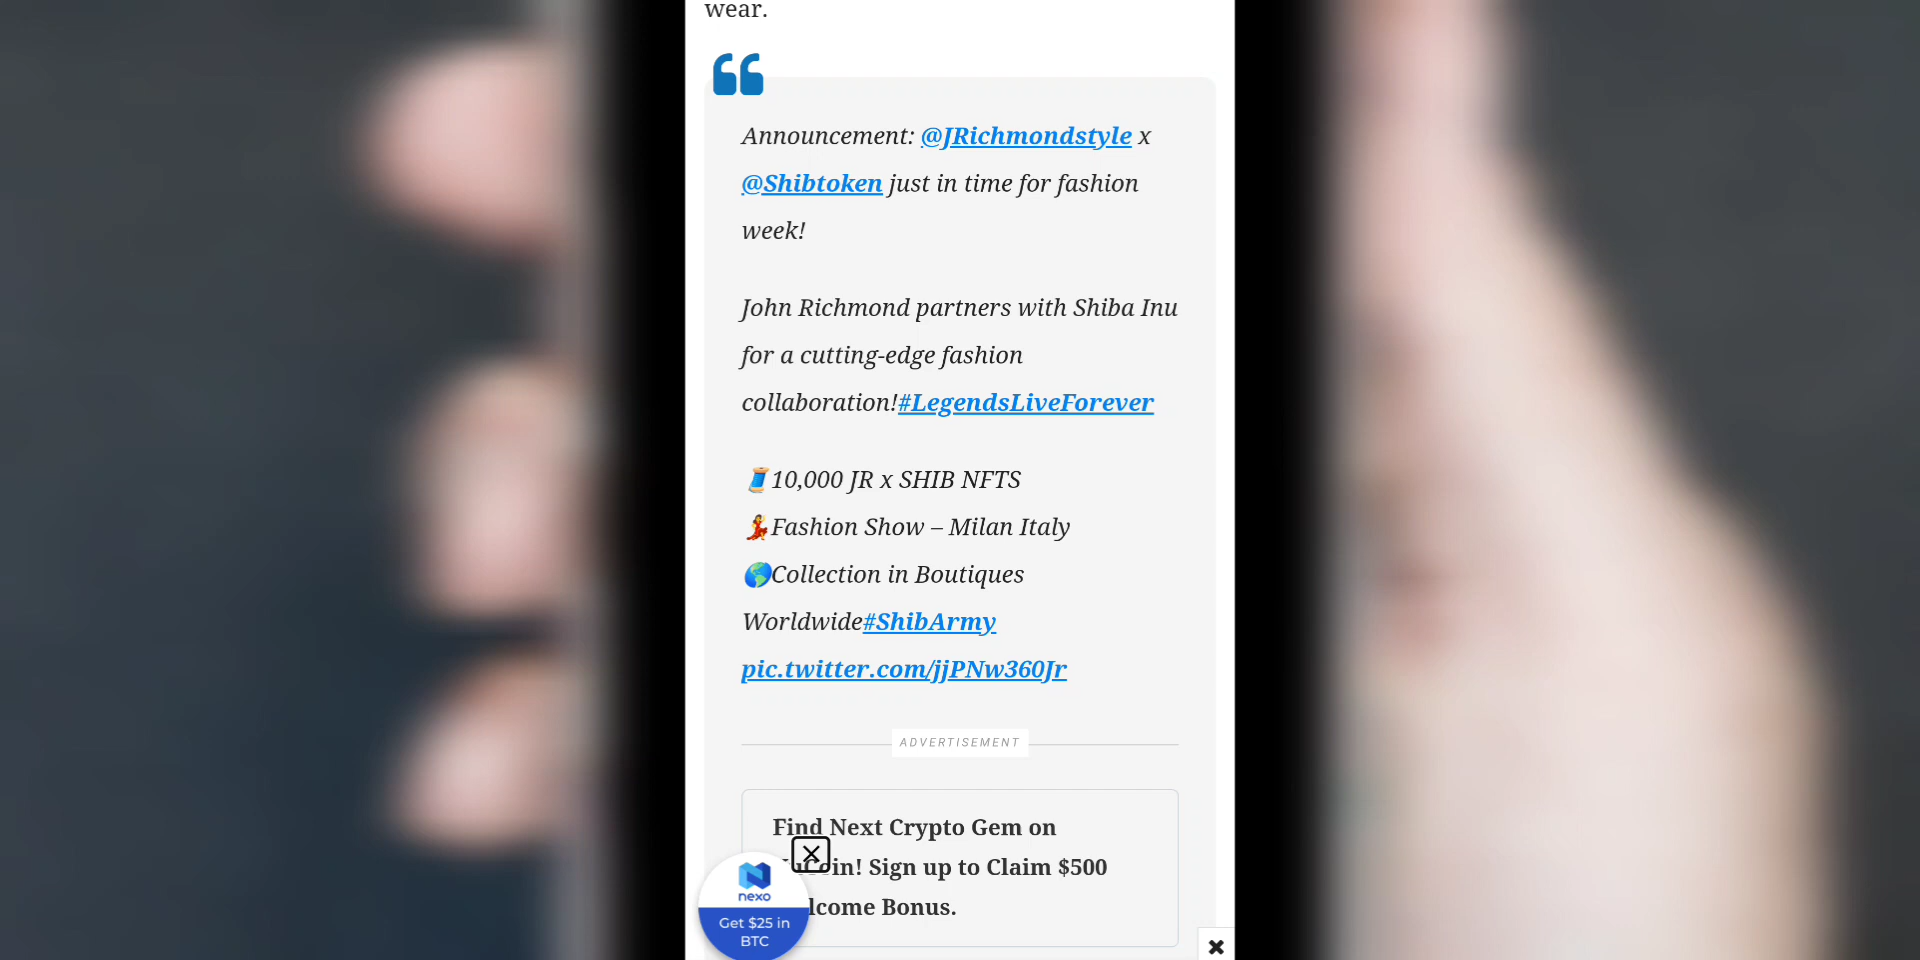 wear.
Announcement: @JRichmondstyle x
@Shibtoken just in time for fashion
week!
John Richmond partners with Shiba Inu
for a cutting-edge fashion
collaboration!#LegendsLiveForever
🧵10,000 JR x SHIB NFTS
💃Fashion Show – Milan Italy
🌎Collection in Boutiques
Worldwide#ShibArmy
pic.twitter.com/jjPNw360Jr
ADVERTISEMENT
Find Next Crypto Gem on
in! Sign up to Claim $500
lcome Bonus.
nexo
Get $25 in
BTC